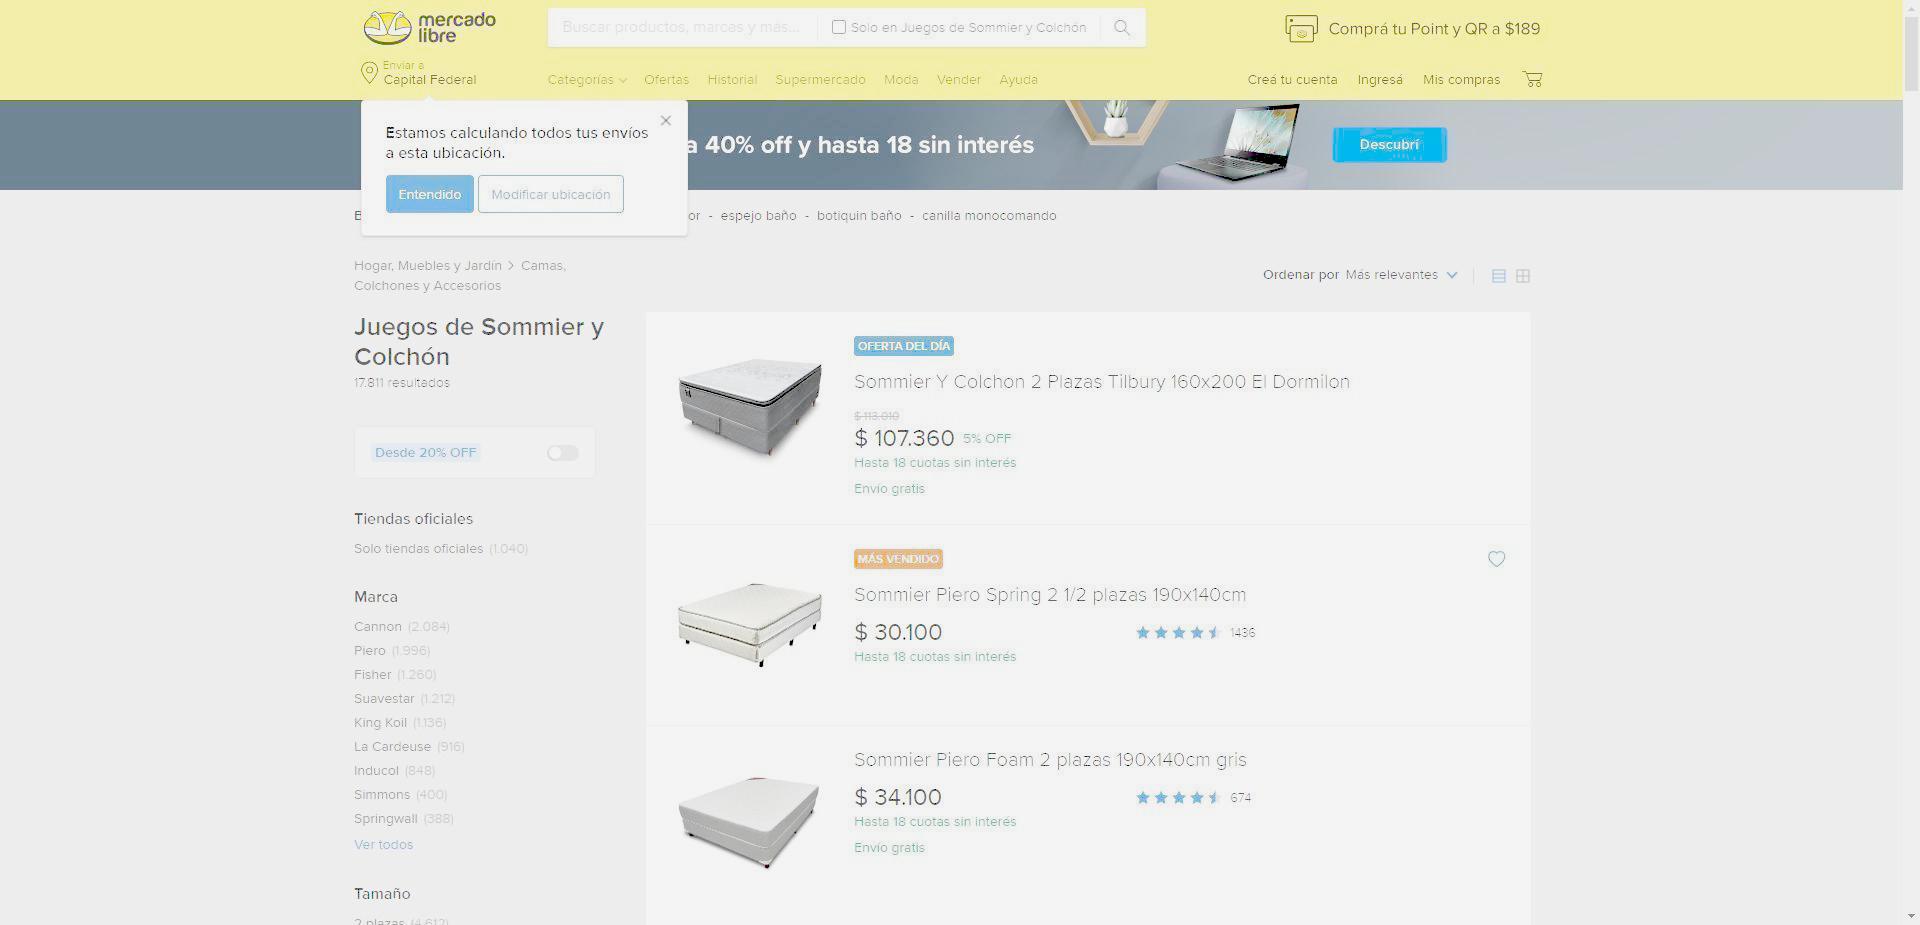 mercado
libre
Buscar productos, marcas y más...
Solo en Juegos de Sommier y Colchón
Comprá tu Point y QR a $189
Enviar a
Capital Federal
Categorías Ofertas Historial Supermercado Moda Vender Ayuda
Creá tu cuenta Ingresá Mis compras
Estamos calculando todos tus envíos
a esta ubicación.
Entendido Modificar ubicación
a 40% off y hasta 18 sin interés
Descubrí
or - espejo baño - botiquin baño - canilla monocomando
Hogar, Muebles y Jardín > Camas,
Colchones y Accesorios
Ordenar por Más relevantes
Juegos de Sommier y
Colchón
17.811 resultados
Desde 20% OFF
Tiendas oficiales
Solo tiendas oficiales (1.040)
Marca
Cannon (2.084)
Piero (1.996)
Fisher (1.260)
Suavestar (1.212)
King Koil (1.136)
La Cardeuse (916)
Inducol (848)
Simmons (400)
Springwall (388)
Ver todos
Tamaño
2 plazas (4.612)
OFERTA DEL DÍA
Sommier Y Colchon 2 Plazas Tilbury 160x200 El Dormilon
$ 113.010
$ 107.360 5% OFF
Hasta 18 cuotas sin interés
Envío gratis
MÁS VENDIDO
Sommier Piero Spring 2 1/2 plazas 190x140cm
$ 30.100
1436
Hasta 18 cuotas sin interés
Sommier Piero Foam 2 plazas 190x140cm gris
$ 34.100
674
Hasta 18 cuotas sin interés
Envío gratis